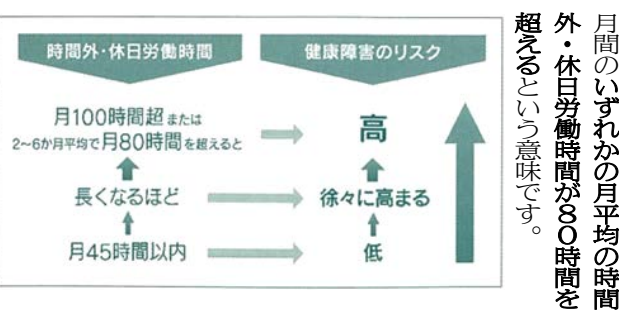 月間のいずれかの月平均の時間
外・休日労働時間が８０時間を
超えるという意味です。
時間外・休日労働時間
健康障害のリスク
月100時間超または
2〜6か月平均で月80時間を超えると
高
長くなるほど
徐々に高まる
月45時間以内
低